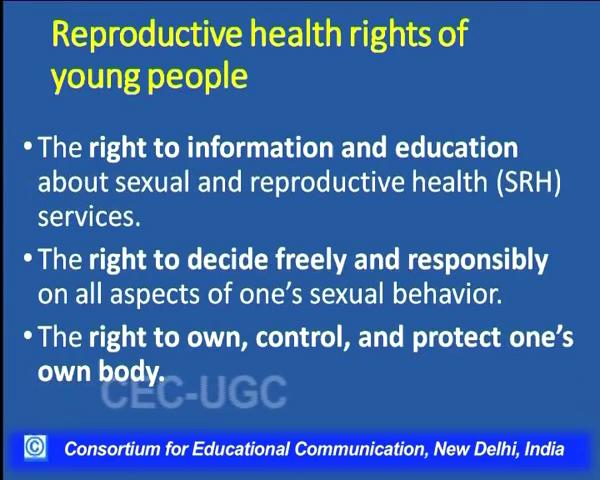 Reproductive health rights of
young people
• The right to information and education
about sexual and reproductive health (SRH)
services.
• The right to decide freely and responsibly
on all aspects of one's sexual behavior.
• The right to own, control, and protect one's
own body.
CEC-UGC
© Consortium for Educational Communication, New Delhi, India